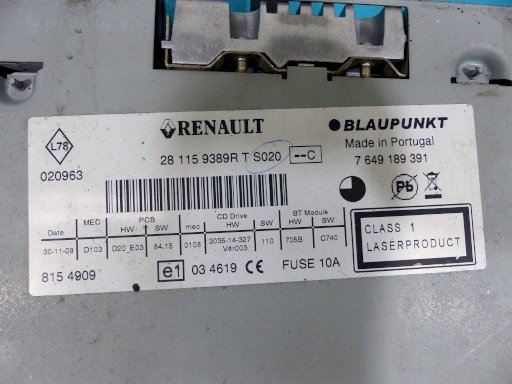 L78
RENAULT
BLAUPUNKT
020963
28 115 9389R T S020 --C
Made in Portugal
7 649 189 391
Pb
Date MEC PCB HW SW mec CD Drive HW SW BT Module HW SW
30-11-09 D103 D20_E03 84.15 0108 3035-14-327 Ver003 110 705B C740
CLASS 1
LASERPRODUCT
815 4909
e1 03 4619 CE FUSE 10A